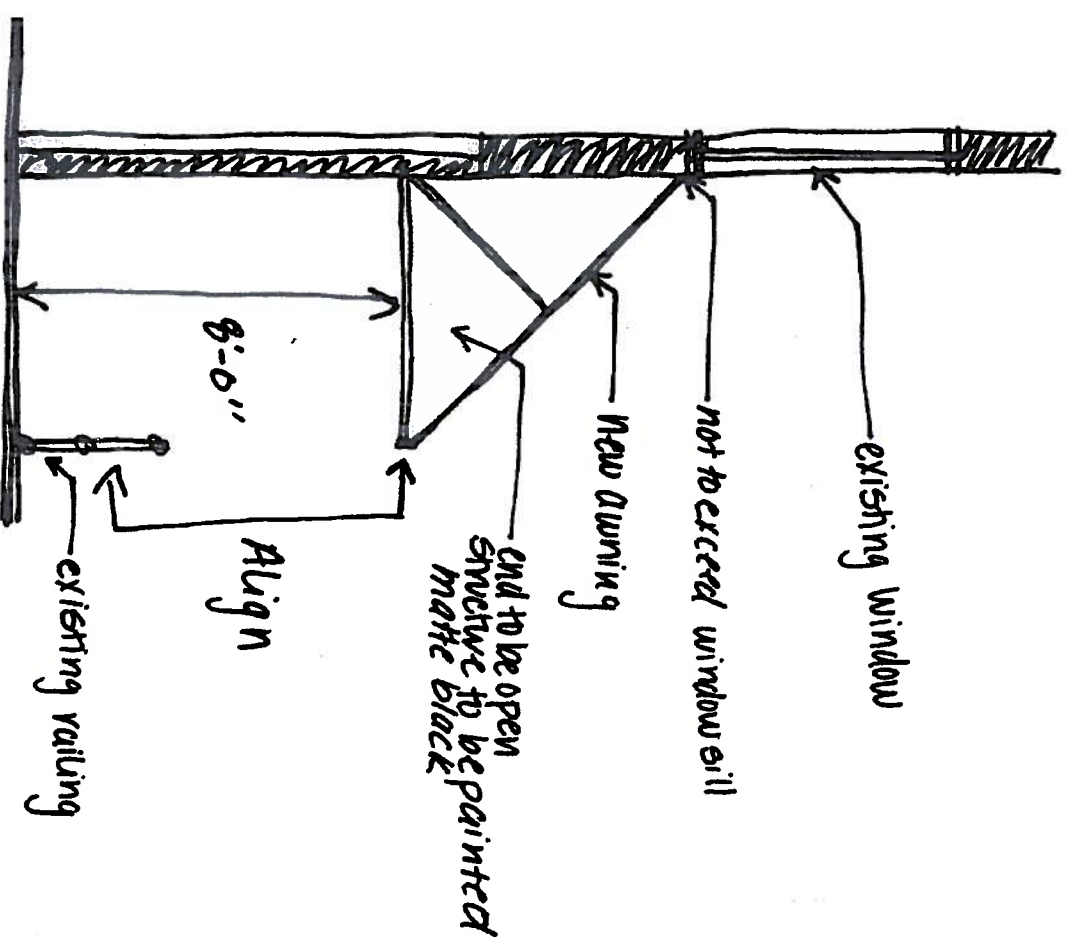 existing window
not to exceed window sill
new awning
end to be open
structure to be painted
matte black
8'-0"
Align
existing railing